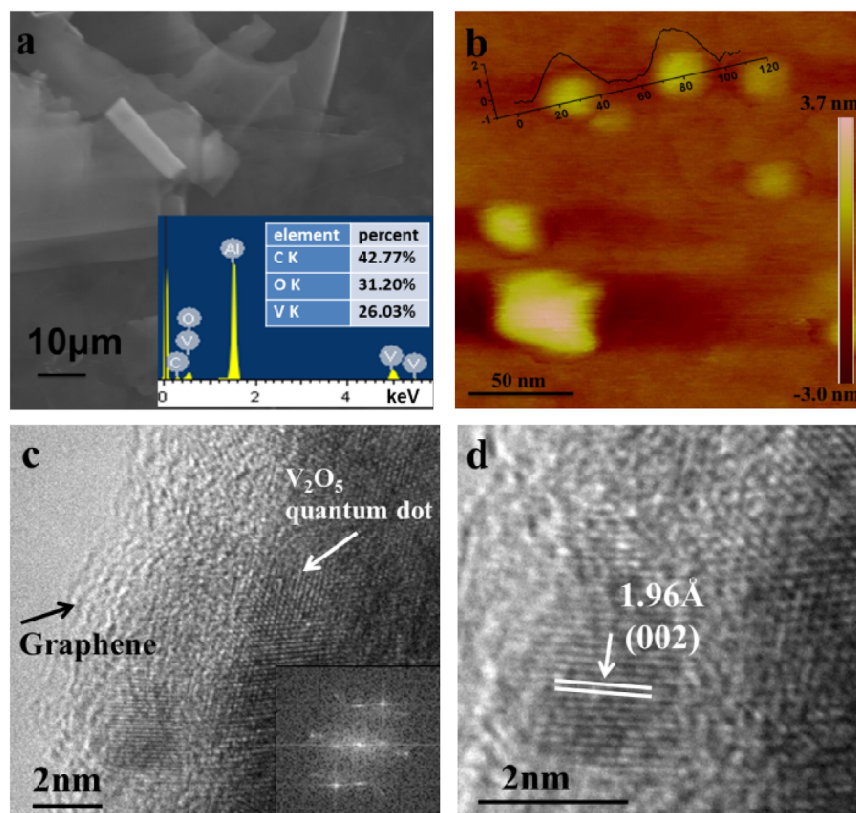 a
element percent
C K 42.77%
O K 31.20%
V K 26.03%
Al
O
V
C
V
V
0 2 4 keV
10μm
b
2
1
0
-1
0 20 40 60 80 100 120
3.7 nm
-3.0 nm
50 nm
c
V₂O₅
quantum dot
Graphene
2nm
d
1.96Å
(002)
2nm